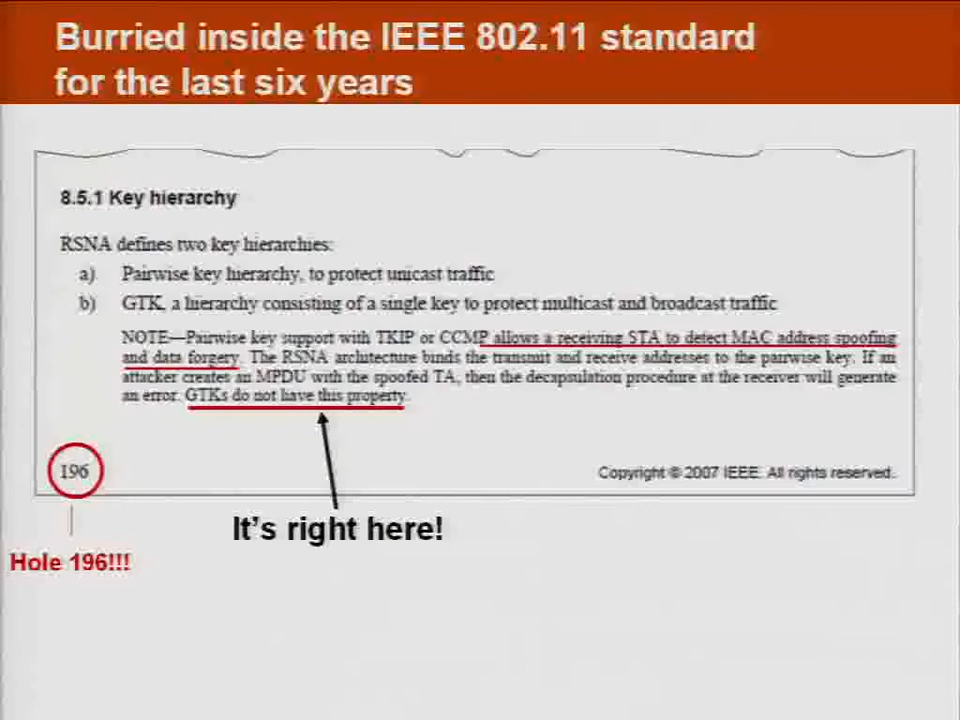 Burried inside the IEEE 802.11 standard
for the last six years
8.5.1 Key hierarchy
RSNA defines two key hierarchies:
a) Pairwise key hierarchy, to protect unicast traffic
b) GTK, a hierarchy consisting of a single key to protect multicast and broadcast traffic
NOTE—Pairwise key support with TKIP or CCMP allows a receiving STA to detect MAC address spoofing
and data forgery. The RSNA architecture binds the transmit and receive addresses to the pairwise key. If an
attacker creates an MPDU with the spoofed TA, then the decapsulation procedure at the receiver will generate
an error. GTKs do not have this property.
196
Copyright © 2007 IEEE. All rights reserved.
It's right here!
Hole 196!!!